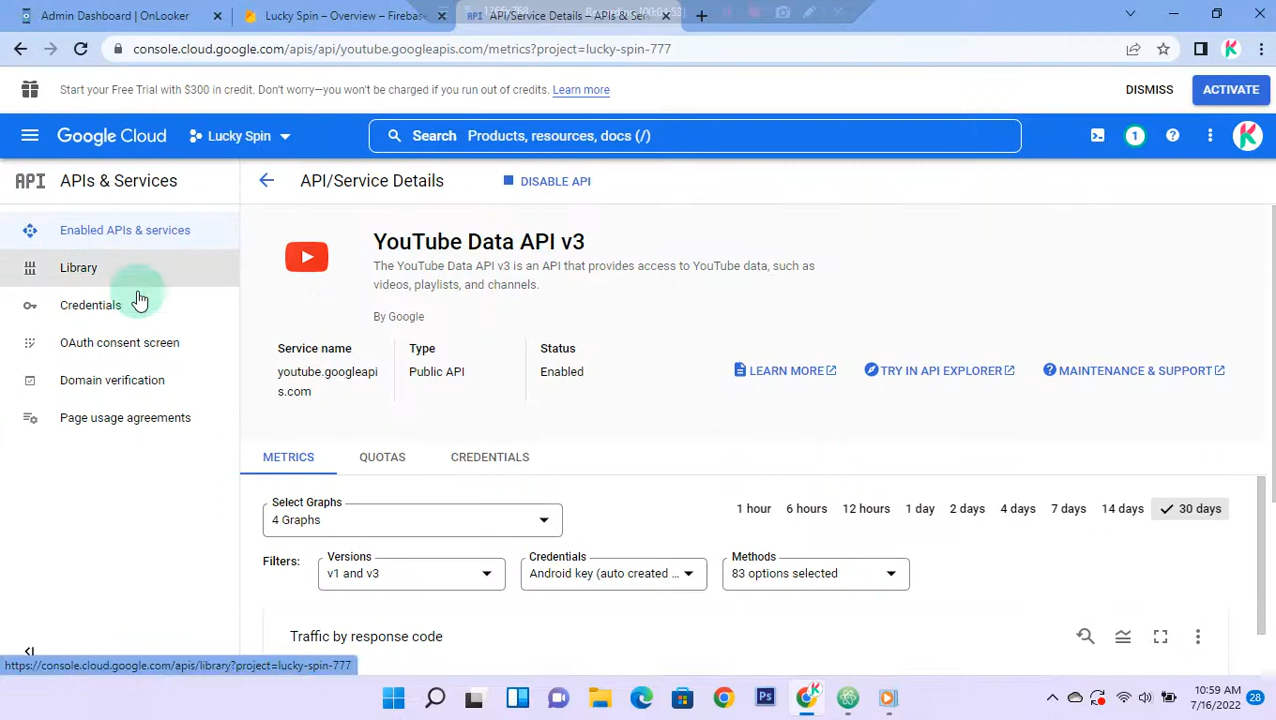 Admin Dashboard | OnLooker
Lucky Spin – Overview – Firebase
API API/Service Details – APIs & Ser
console.cloud.google.com/apis/api/youtube.googleapis.com/metrics?project=lucky-spin-777
Start your Free Trial with $300 in credit. Don't worry—you won't be charged if you run out of credits. Learn more
DISMISS
ACTIVATE
Google Cloud
Lucky Spin
Search Products, resources, docs (/)
1
API APIs & Services
API/Service Details
DISABLE API
Enabled APIs & services
Library
Credentials
OAuth consent screen
Domain verification
Page usage agreements
YouTube Data API v3
The YouTube Data API v3 is an API that provides access to YouTube data, such as
videos, playlists, and channels.
By Google
Service name
youtube.googleapi
s.com
Type
Public API
Status
Enabled
LEARN MORE
TRY IN API EXPLORER
MAINTENANCE & SUPPORT
METRICS
QUOTAS
CREDENTIALS
Select Graphs
4 Graphs
1 hour
6 hours
12 hours
1 day
2 days
4 days
7 days
14 days
30 days
Filters:
Versions
v1 and v3
Credentials
Android key (auto created ...
Methods
83 options selected
Traffic by response code
https://console.cloud.google.com/apis/library?project=lucky-spin-777
Ps
10:59 AM
7/16/2022
28